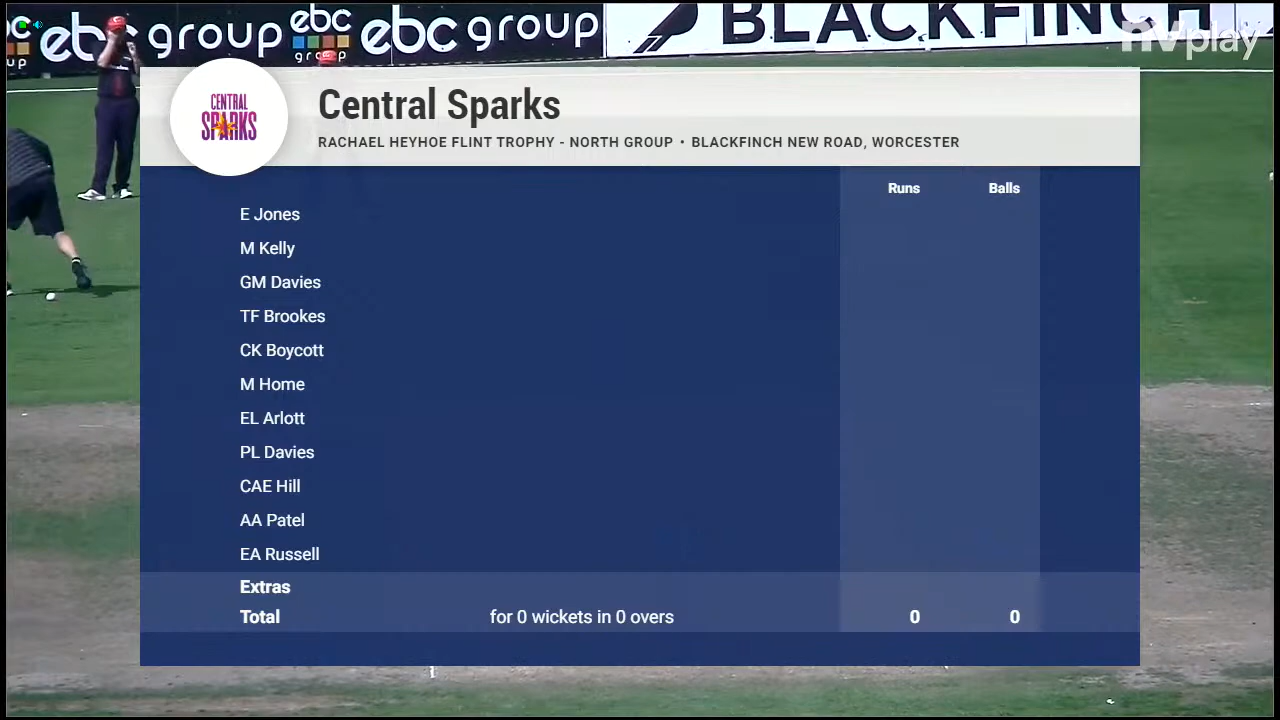 ebc group ebc group ebc group BLACKFINCH
nvplay
CENTRAL SPARKS
Central Sparks
RACHAEL HEYHOE FLINT TROPHY - NORTH GROUP • BLACKFINCH NEW ROAD, WORCESTER
Runs Balls
E Jones
M Kelly
GM Davies
TF Brookes
CK Boycott
M Home
EL Arlott
PL Davies
CAE Hill
AA Patel
EA Russell
Extras
Total for 0 wickets in 0 overs 0 0